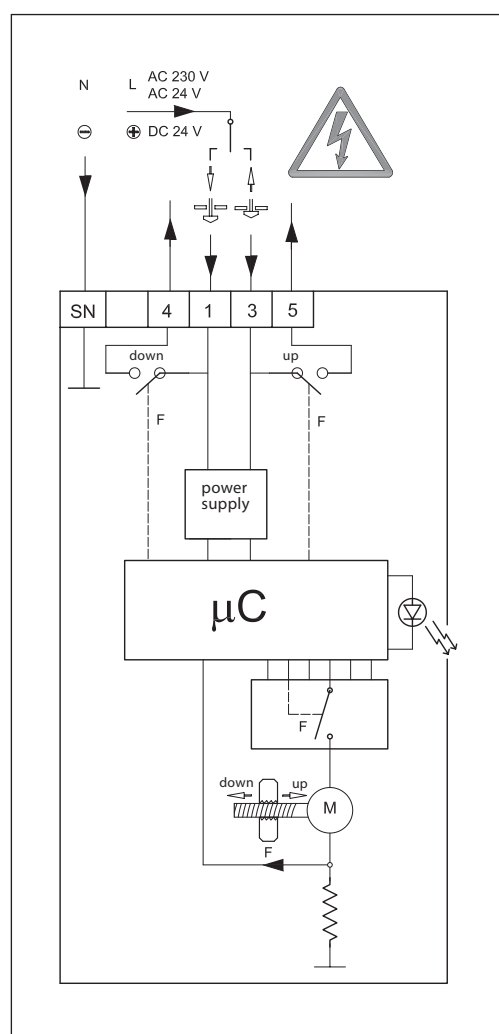 N L AC 230 V
AC 24 V
DC 24 V
SN 4 1 3 5
down up
F F
power
supply
µC
F
down up
M
F